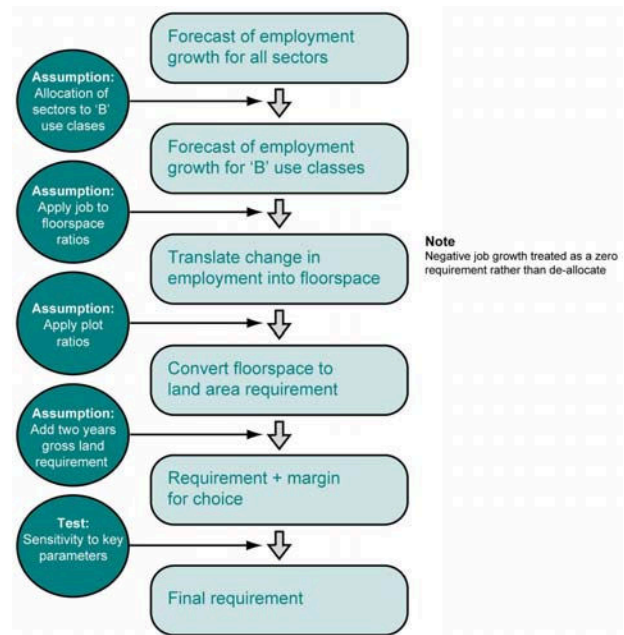 Forecast of employment
growth for all sectors
Assumption:
Allocation of
sectors to ‘B’
use clases
Forecast of employment
growth for ‘B’ use classes
Assumption:
Apply job to
floorspace
ratios
Translate change in
employment into floorspace
Note
Negative job growth treated as a zero
requirement rather than de-allocate
Assumption:
Apply plot
ratios
Convert floorspace to
land area requirement
Assumption:
Add two years
gross land
requirement
Requirement + margin
for choice
Test:
Sensitivity to key
parameters
Final requirement